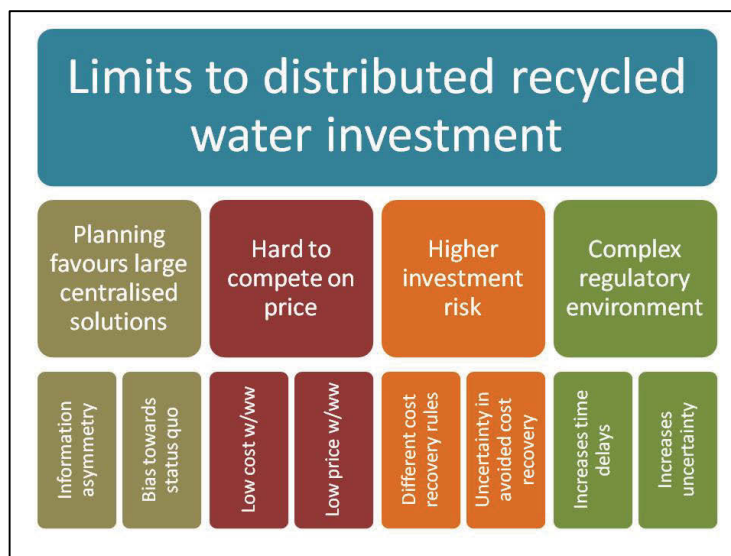 Limits to distributed recycled
water investment
Planning
favours large
centralised
solutions
Hard to
compete on
price
Higher
investment
risk
Complex
regulatory
environment
Information
asymmetry
Bias towards
status quo
Low cost w/ww
Low price w/ww
Different cost
recovery rules
Uncertainty in
avoided cost
recovery
Increases time
delays
Increases
uncertainty